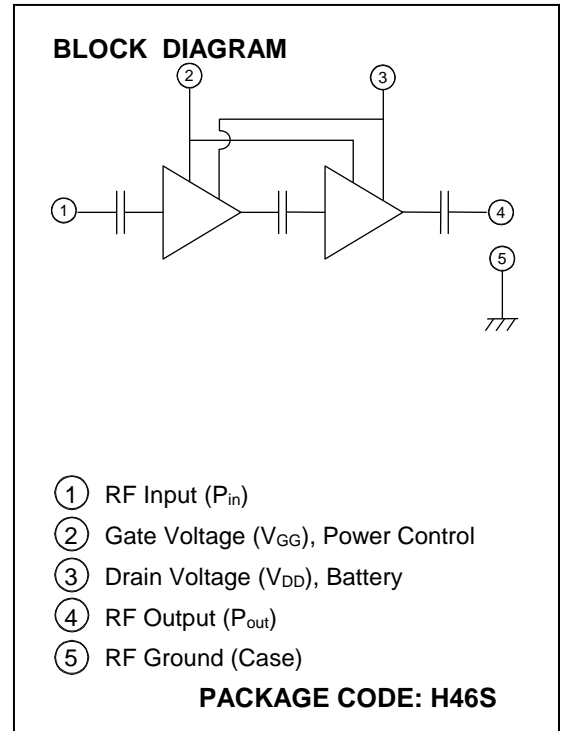 BLOCK DIAGRAM
2 3
1 4
5
1 RF Input (Pin)
2 Gate Voltage (VGG), Power Control
3 Drain Voltage (VDD), Battery
4 RF Output (Pout)
5 RF Ground (Case)
PACKAGE CODE: H46S